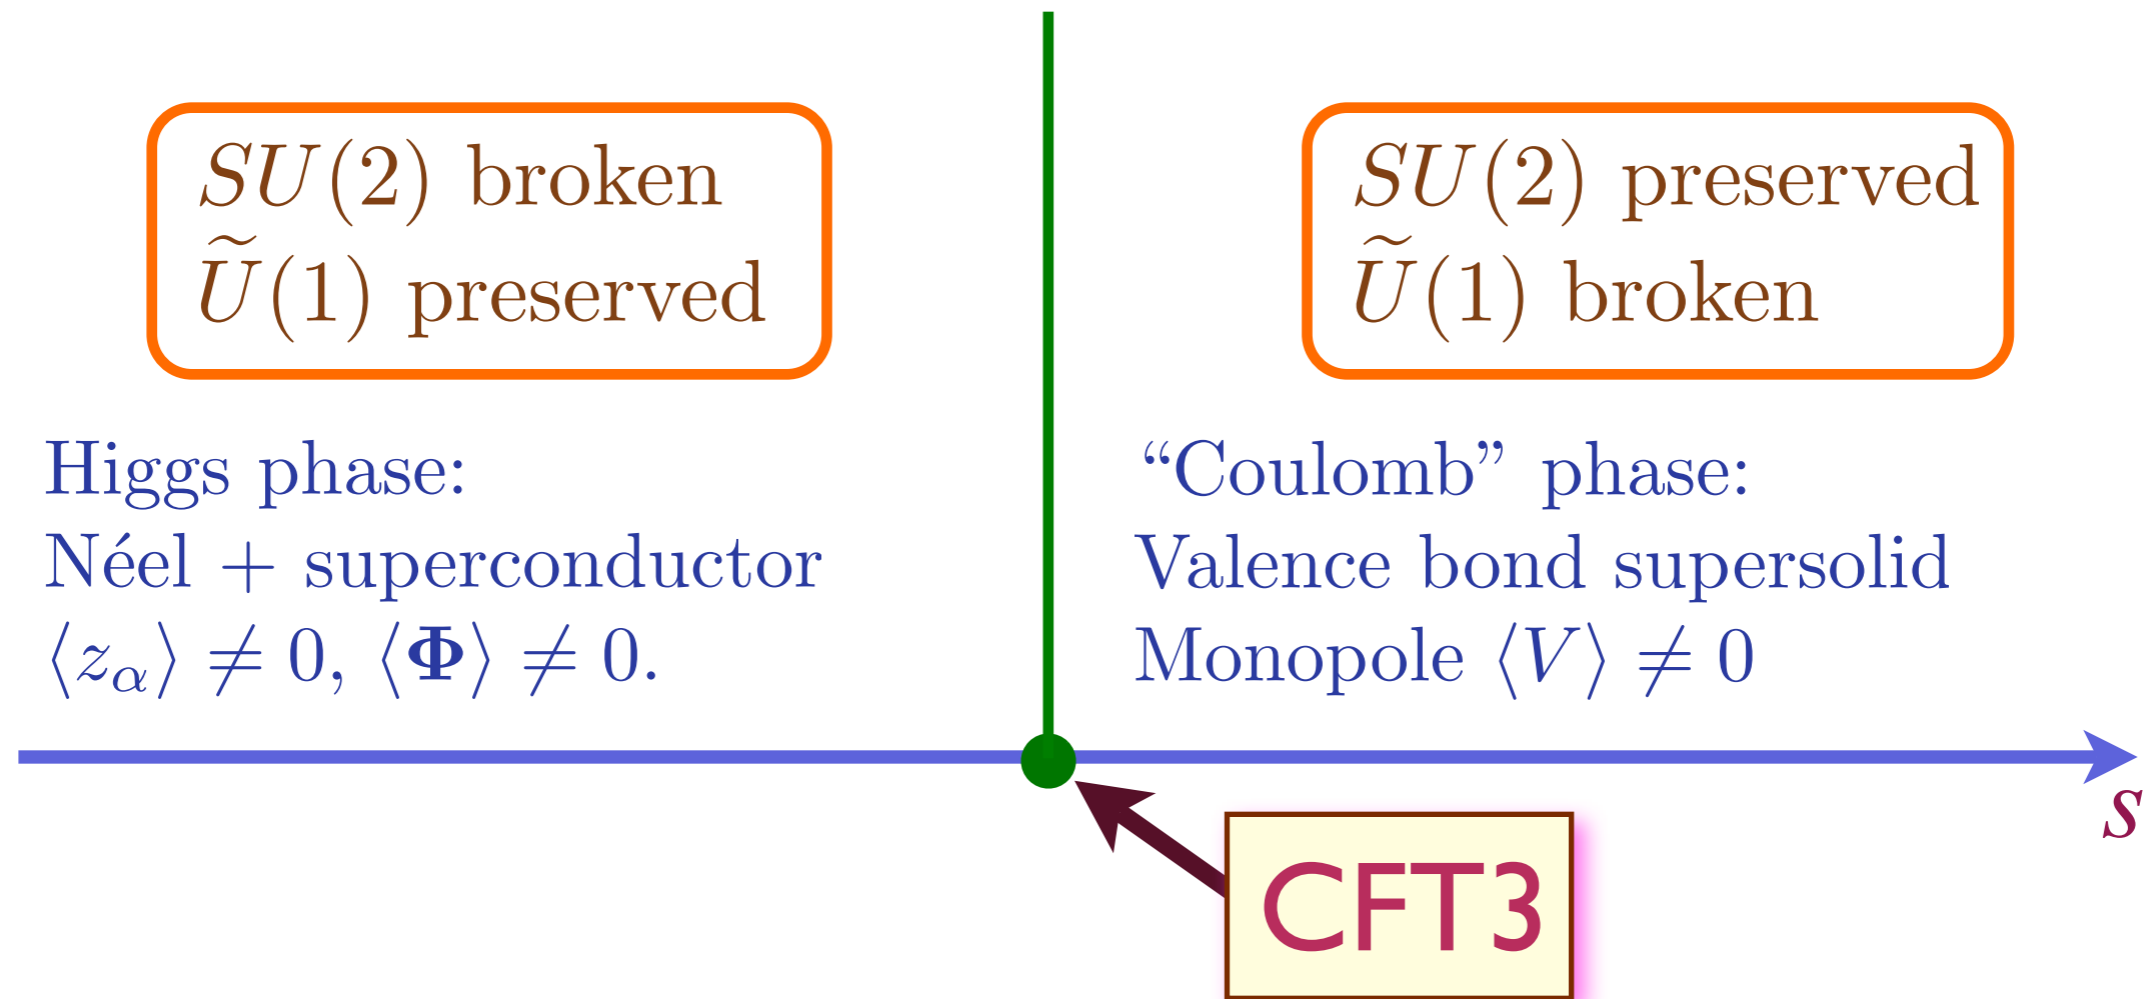 SU(2) broken
Ũ(1) preserved
SU(2) preserved
Ũ(1) broken
Higgs phase:
Néel + superconductor
⟨z_α⟩ ≠ 0, ⟨Φ⟩ ≠ 0.
“Coulomb” phase:
Valence bond supersolid
Monopole ⟨V⟩ ≠ 0
s
CFT3